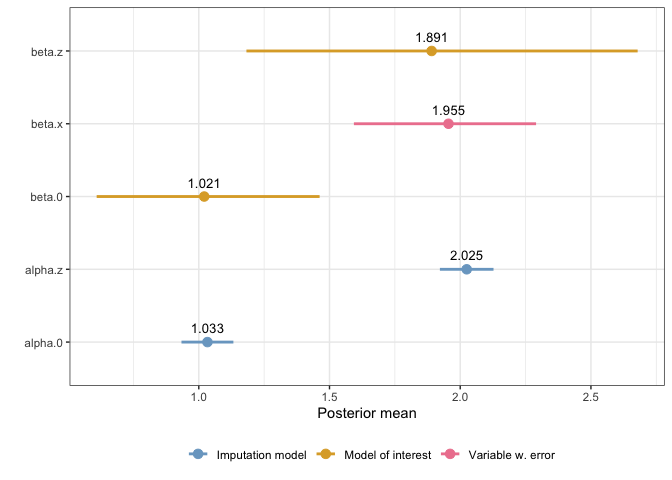 beta.z
1.891
beta.x
1.955
beta.0
1.021
alpha.z
2.025
alpha.0
1.033
1.0 1.5 2.0 2.5
Posterior mean
Imputation model Model of interest Variable w. error